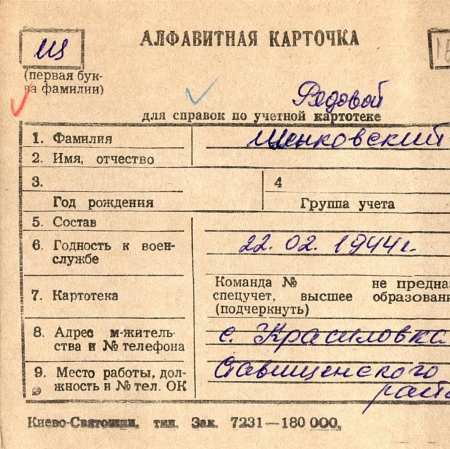 Щ
АЛФАВИТНАЯ КАРТОЧКА
(первая бук-
ва фамилии)
Рядовой
для справок по учетной картотеке
1. Фамилия Шенковский
2. Имя, отчество
3. 4
Год рождения Группа учета
5. Состав
6. Годность к воен-
службе 22.02.1944г.
Команда № не предна
7. Картотека спецучет, высшее образовани
(подчеркнуть)
8. Адрес м-житель-
ства и № телефона с. Красиловка
9. Место работы, дол-
жность и № тел. ОК Ставищенского
райо
Киево-Святошин. тип. Зак. 7231—180 000.